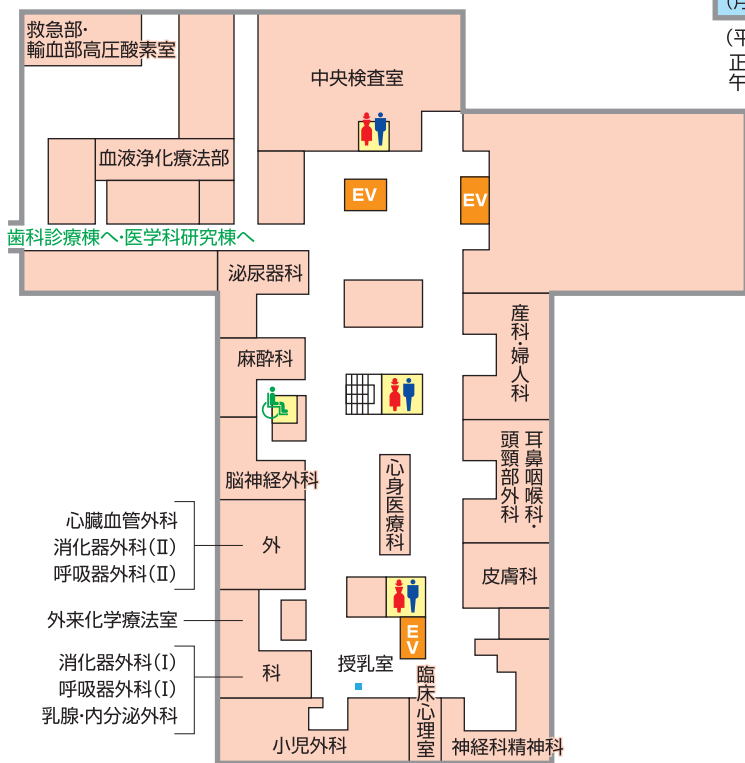 (月
(平
正
午
救急部・
輸血部高圧酸素室
中央検査室
血液浄化療法部
EV
EV
歯科診療棟へ・医学科研究棟へ
泌尿器科
産科・婦人科
麻酔科
耳鼻咽喉科・
頭頸部外科
心身医療科
脳神経外科
心臓血管外科
消化器外科(Ⅱ)
呼吸器外科(Ⅱ)
外
皮膚科
外来化学療法室
EV
消化器外科(Ⅰ)
呼吸器外科(Ⅰ)
乳腺・内分泌外科
科
授乳室
臨床心理室
小児外科
神経科精神科